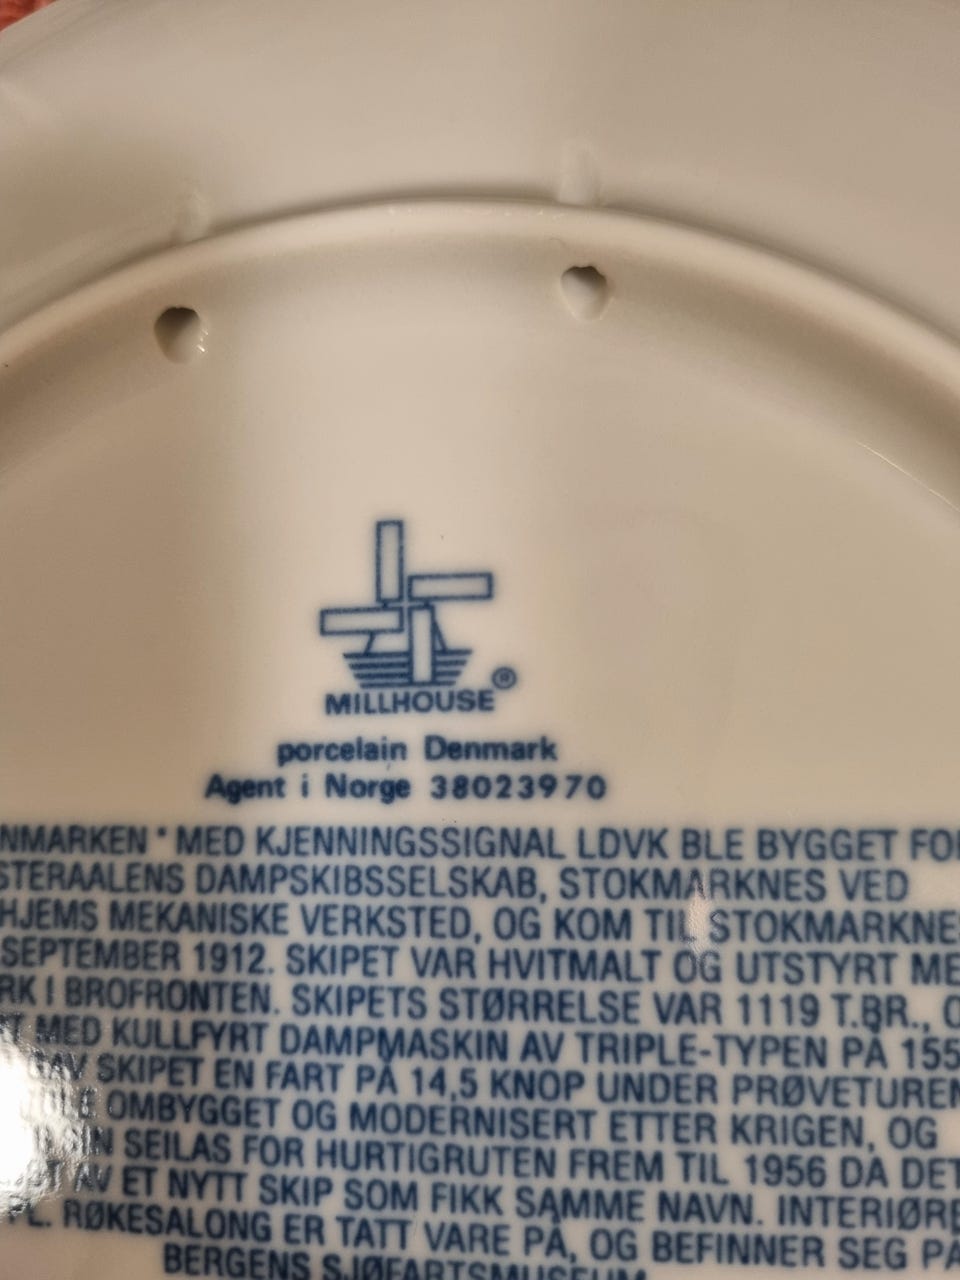 MILLHOUSE®
porcelain Denmark
Agent i Norge 38023970
NMARKEN" MED KJENNINGSSIGNAL LDVK BLE BYGGET FO
STERAALENS DAMPSKIBSSELSKAB, STOKMARKNES VED
HJEMS MEKANISKE VERKSTED, OG KOM TIL STOKMARKNE
SEPTEMBER 1912. SKIPET VAR HVITMALT OG UTSTYRT ME
RK I BROFRONTEN. SKIPETS STØRRELSE VAR 1119 T.BR., O
T MED KULLFYRT DAMPMASKIN AV TRIPLE-TYPEN PÅ 155
GAV SKIPET EN FART PÅ 14,5 KNOP UNDER PRØVETUREN
OMBYGGET OG MODERNISERT ETTER KRIGEN, OG
SIN SEILAS FOR HURTIGRUTEN FREM TIL 1956 DA DET
AV ET NYTT SKIP SOM FIKK SAMME NAVN. INTERIØRE
RØKESALONG ER TATT VARE PÅ, OG BEFINNER SEG PÅ
BERGENS SJØFARTSMUSEUM